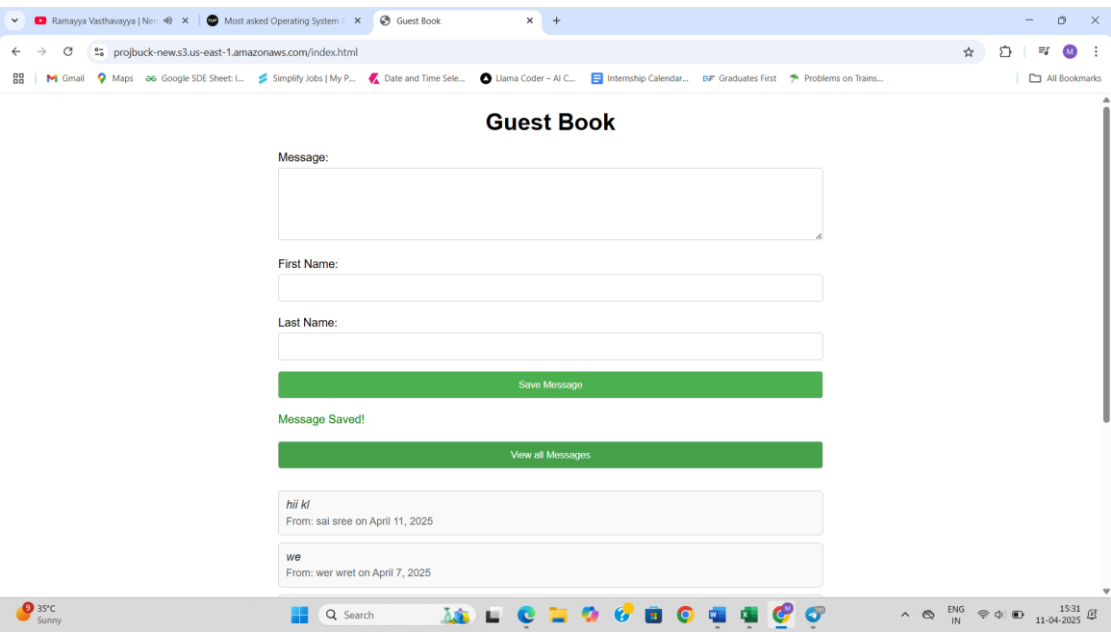 Ramayya Vasthavayya | Ner
Most asked Operating System
Guest Book
projbuck-new.s3.us-east-1.amazonaws.com/index.html
Gmail
Maps
Google SDE Sheet: I...
Simplify Jobs | My P...
Date and Time Sele...
Llama Coder – AI C...
Internship Calendar...
Graduates First
Problems on Trains...
All Bookmarks
Guest Book
Message:
First Name:
Last Name:
Save Message
Message Saved!
View all Messages
hii kl
From: sai sree on April 11, 2025
we
From: wer wret on April 7, 2025
9
35°C
Sunny
Search
ENG
IN
15:31
11-04-2025